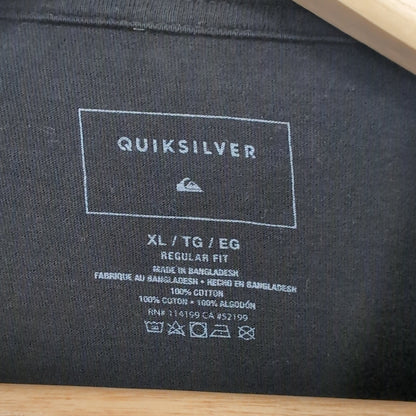 QUIKSILVER
XL / TG / EG
REGULAR FIT
MADE IN BANGLADESH
FABRIQUE AU BANGLADESH • HECHO EN BANGLADESH
100% COTTON
100% COTON • 100% ALGODÓN
RN# 114199 CA #52199